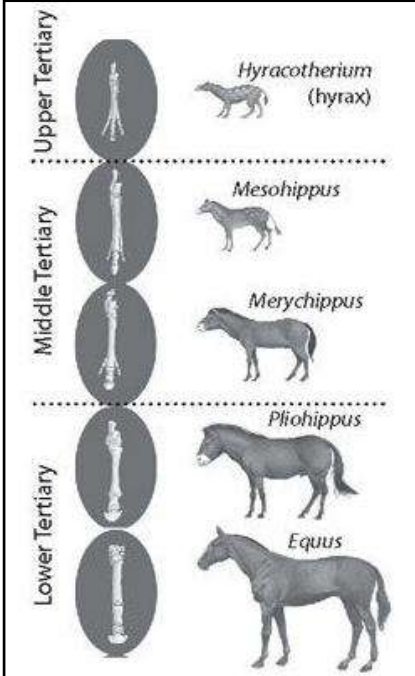 Upper Tertiary
Hyracotherium
(hyrax)
Middle Tertiary
Mesohippus
Merychippus
Lower Tertiary
Pliohippus
Equus